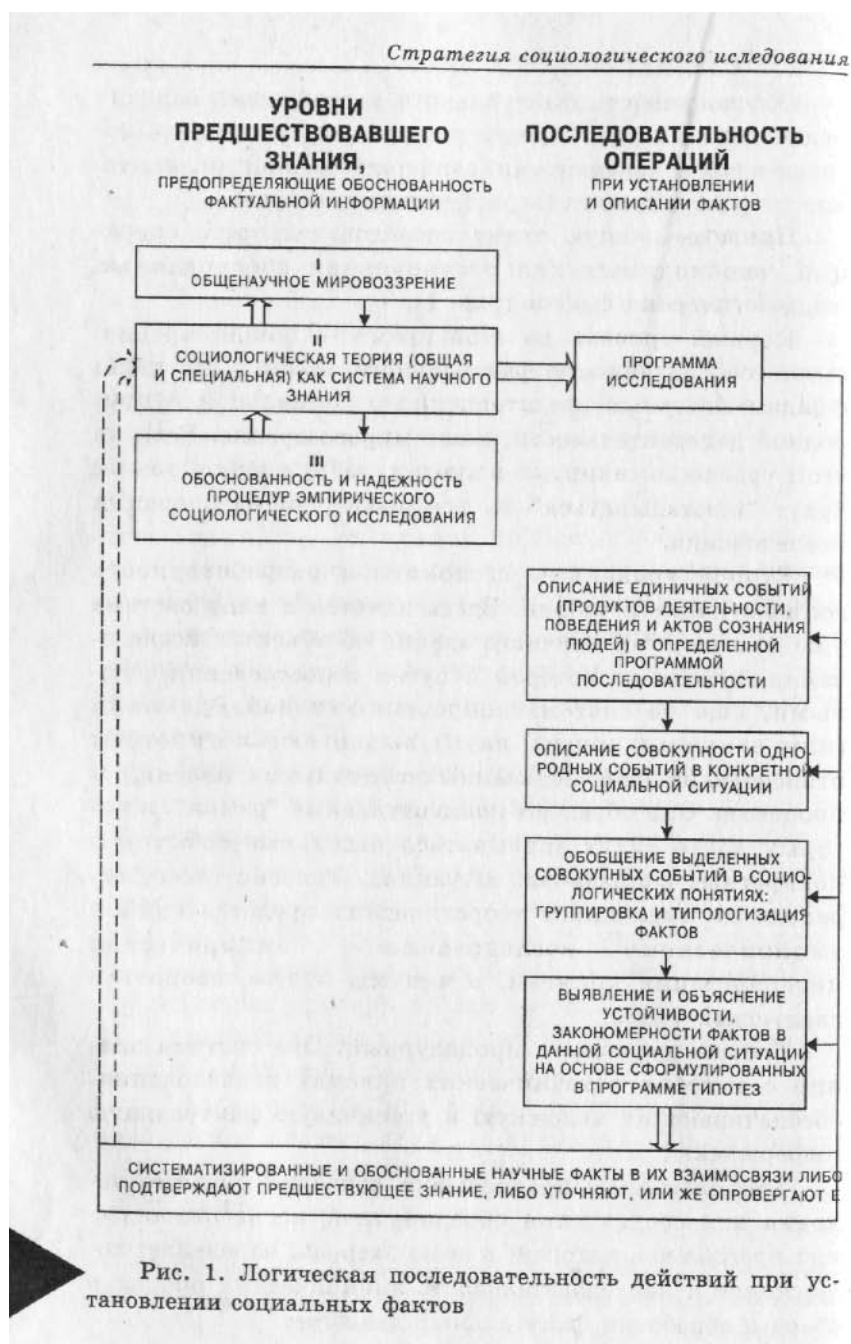 Стратегия социологического иследования
УРОВНИ
ПРЕДШЕСТВОВАВШЕГО
ЗНАНИЯ,
ПРЕДОПРЕДЕЛЯЮЩИЕ ОБОСНОВАННОСТЬ
ФАКТУАЛЬНОЙ ИНФОРМАЦИИ
ПОСЛЕДОВАТЕЛЬНОСТЬ
ОПЕРАЦИЙ
ПРИ УСТАНОВЛЕНИИ
И ОПИСАНИИ ФАКТОВ
I
ОБЩЕНАУЧНОЕ МИРОВОЗЗРЕНИЕ
II
СОЦИОЛОГИЧЕСКАЯ ТЕОРИЯ (ОБЩАЯ
И СПЕЦИАЛЬНАЯ) КАК СИСТЕМА НАУЧНОГО
ЗНАНИЯ
III
ОБОСНОВАННОСТЬ И НАДЕЖНОСТЬ
ПРОЦЕДУР ЭМПИРИЧЕСКОГО
СОЦИОЛОГИЧЕСКОГО ИССЛЕДОВАНИЯ
ПРОГРАММА
ИССЛЕДОВАНИЯ
ОПИСАНИЕ ЕДИНИЧНЫХ СОБЫТИЙ
(ПРОДУКТОВ ДЕЯТЕЛЬНОСТИ,
ПОВЕДЕНИЯ И АКТОВ СОЗНАНИЯ
ЛЮДЕЙ) В ОПРЕДЕЛЕННОЙ
ПРОГРАММОЙ
ПОСЛЕДОВАТЕЛЬНОСТИ
ОПИСАНИЕ СОВОКУПНОСТИ ОДНО-
РОДНЫХ СОБЫТИЙ В КОНКРЕТНОЙ
СОЦИАЛЬНОЙ СИТУАЦИИ
ОБОБЩЕНИЕ ВЫДЕЛЕННЫХ
СОВОКУПНЫХ СОБЫТИЙ В СОЦИО-
ЛОГИЧЕСКИХ ПОНЯТИЯХ:
ГРУППИРОВКА И ТИПОЛОГИЗАЦИЯ
ФАКТОВ
ВЫЯВЛЕНИЕ И ОБЪЯСНЕНИЕ
УСТОЙЧИВОСТИ,
ЗАКОНОМЕРНОСТИ ФАКТОВ В
ДАННОЙ СОЦИАЛЬНОЙ СИТУАЦИИ
НА ОСНОВЕ СФОРМУЛИРОВАННЫХ
В ПРОГРАММЕ ГИПОТЕЗ
СИСТЕМАТИЗИРОВАННЫЕ И ОБОСНОВАННЫЕ НАУЧНЫЕ ФАКТЫ В ИХ ВЗАИМОСВЯЗИ ЛИБО
ПОДТВЕРЖДАЮТ ПРЕДШЕСТВУЮЩЕЕ ЗНАНИЕ, ЛИБО УТОЧНЯЮТ, ИЛИ ЖЕ ОПРОВЕРГАЮТ Е
Рис. 1. Логическая последовательность действий при ус-
тановлении социальных фактов